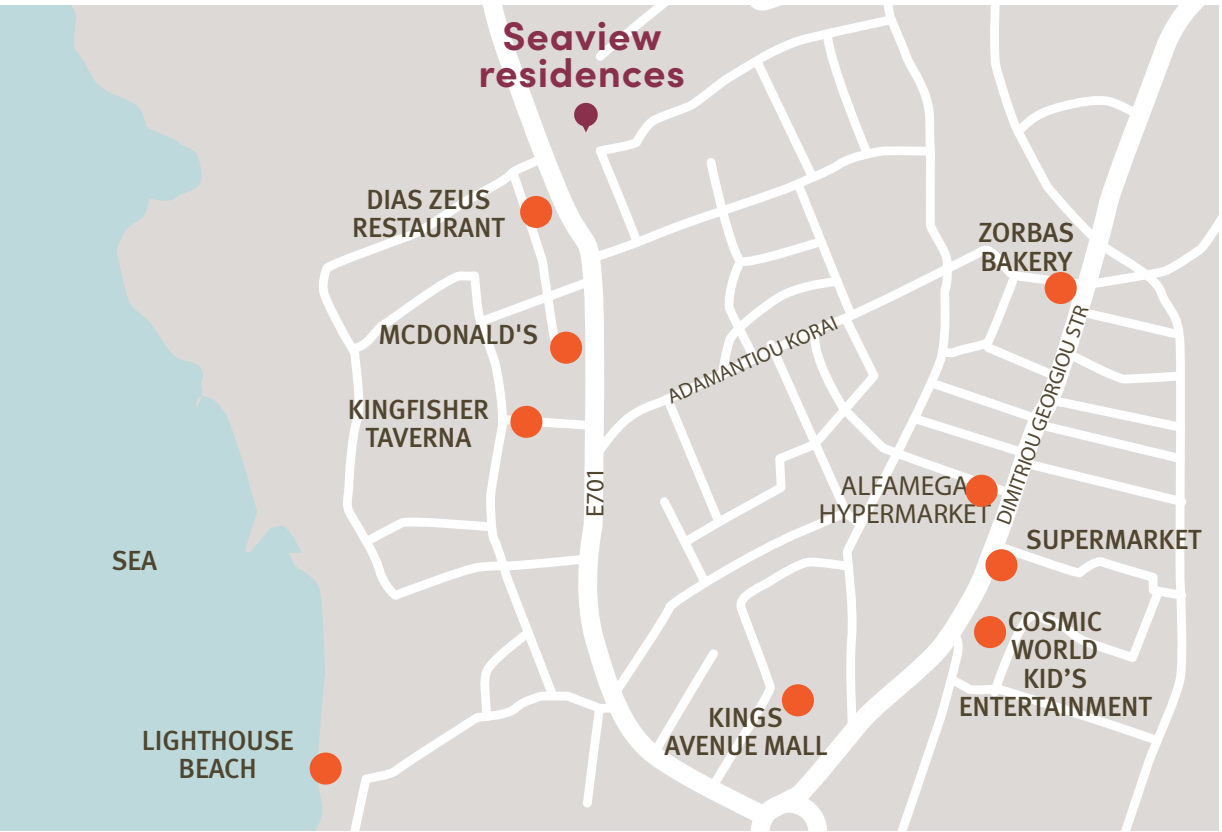 Seaview
residences
DIAS ZEUS
RESTAURANT
ZORBAS
BAKERY
MCDONALD'S
ADAMANTIOU KORAI
KINGFISHER
TAVERNA
DIMITRIOU GEORGIOU STR
E701
ALFAMEGA
HYPERMARKET
SUPERMARKET
SEA
COSMIC
WORLD
KID’S
ENTERTAINMENT
KINGS
AVENUE MALL
LIGHTHOUSE
BEACH